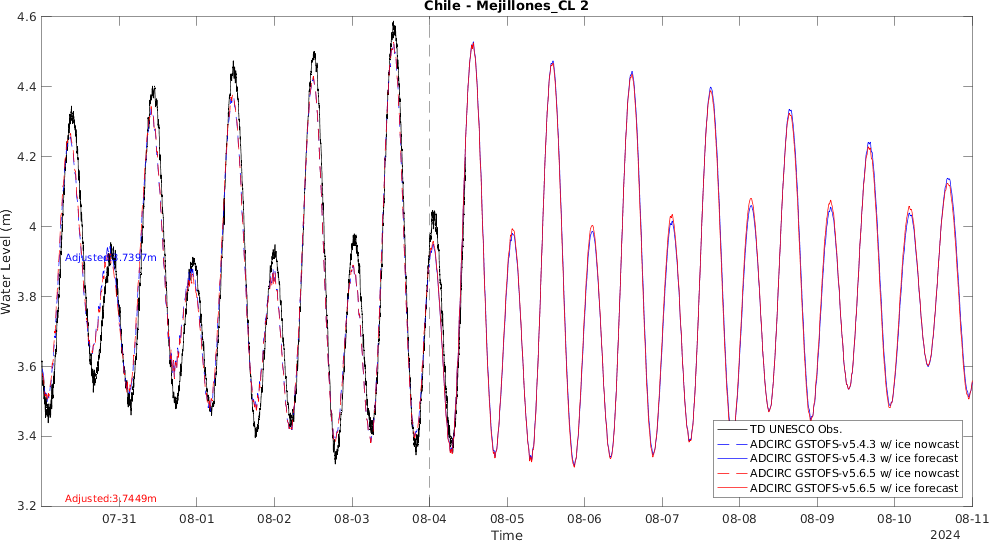 Chile - Mejillones_CL 2
4.6
4.4
4.2
4
3.8
3.6
3.4
3.2
Water Level (m)
Adjusted:3.7397m
Adjusted:3.7449m
TD UNESCO Obs.
ADCIRC GSTOFS-v5.4.3 w/ ice nowcast
ADCIRC GSTOFS-v5.4.3 w/ ice forecast
ADCIRC GSTOFS-v5.6.5 w/ ice nowcast
ADCIRC GSTOFS-v5.6.5 w/ ice forecast
07-31 08-01 08-02 08-03 08-04 08-05 08-06 08-07 08-08 08-09 08-10 08-11
Time
2024